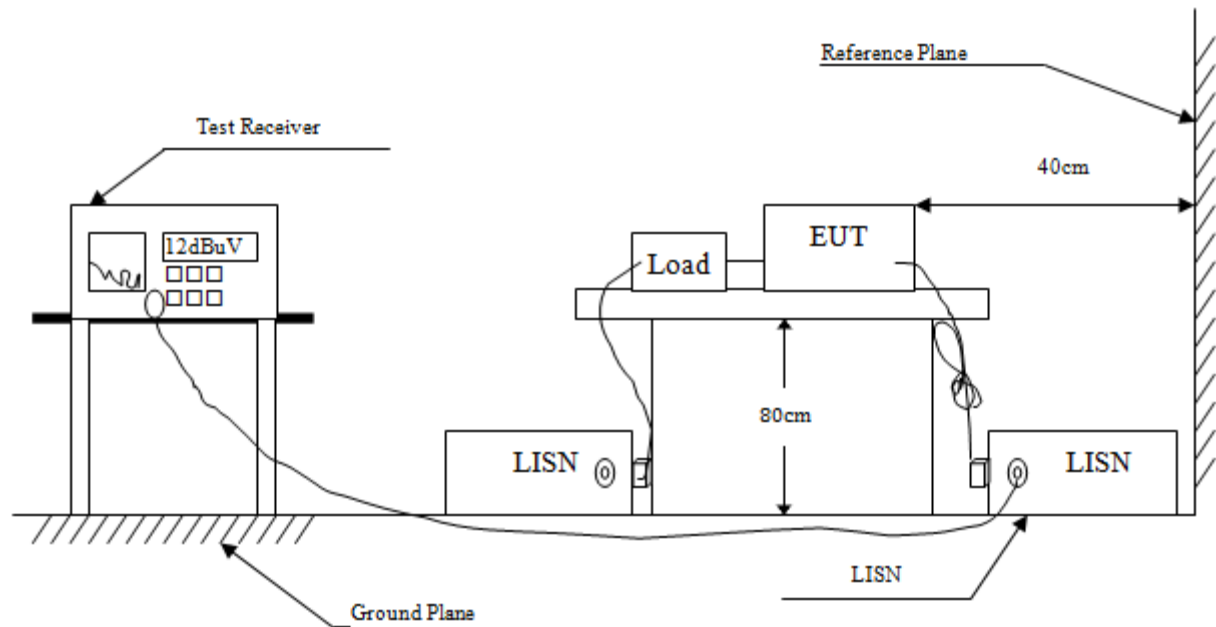 Reference Plane
Test Receiver
40cm
12dBuV
Load
EUT
80cm
LISN
LISN
LISN
Ground Plane